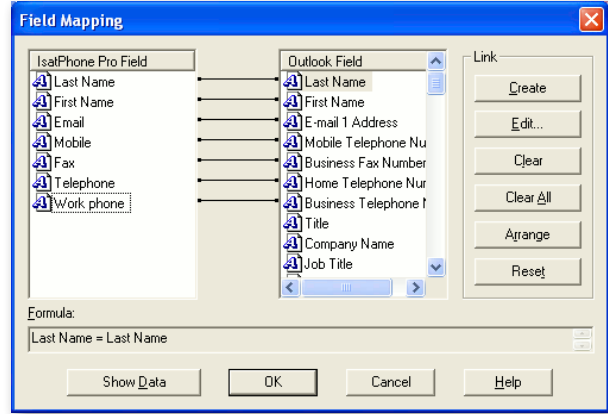 Field Mapping
IsatPhone Pro Field
Last Name
First Name
Email
Mobile
Fax
Telephone
Work phone
Outlook Field
Last Name
First Name
E-mail 1 Address
Mobile Telephone Nu
Business Fax Number
Home Telephone Nur
Business Telephone
Title
Company Name
Job Title
Link
Create
Edit...
Clear
Clear All
Arrange
Reset
Formula:
Last Name = Last Name
Show Data
OK
Cancel
Help